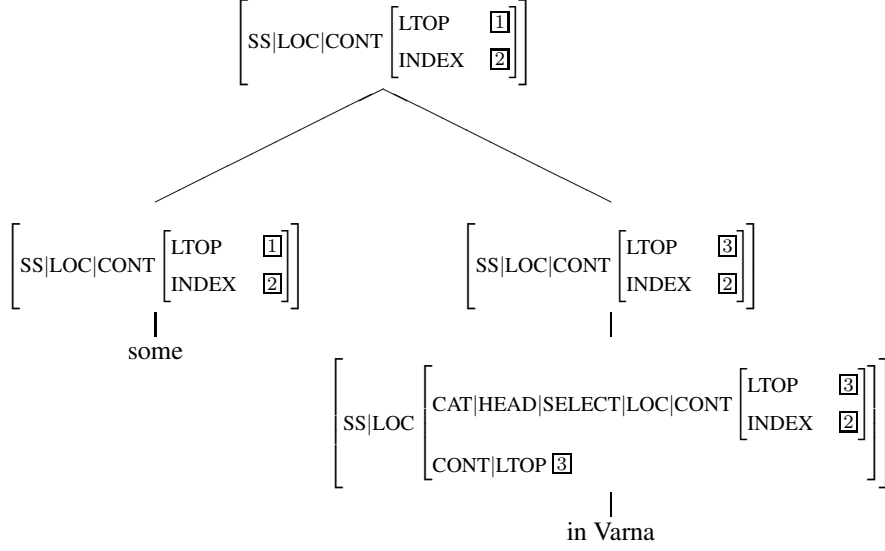 SS|LOC|CONT LTOP 1
INDEX 2
SS|LOC|CONT LTOP 1
INDEX 2
some
SS|LOC|CONT LTOP 3
INDEX 2
SS|LOC CAT|HEAD|SELECT|LOC|CONT LTOP 3
INDEX 2
CONT|LTOP 3
in Varna